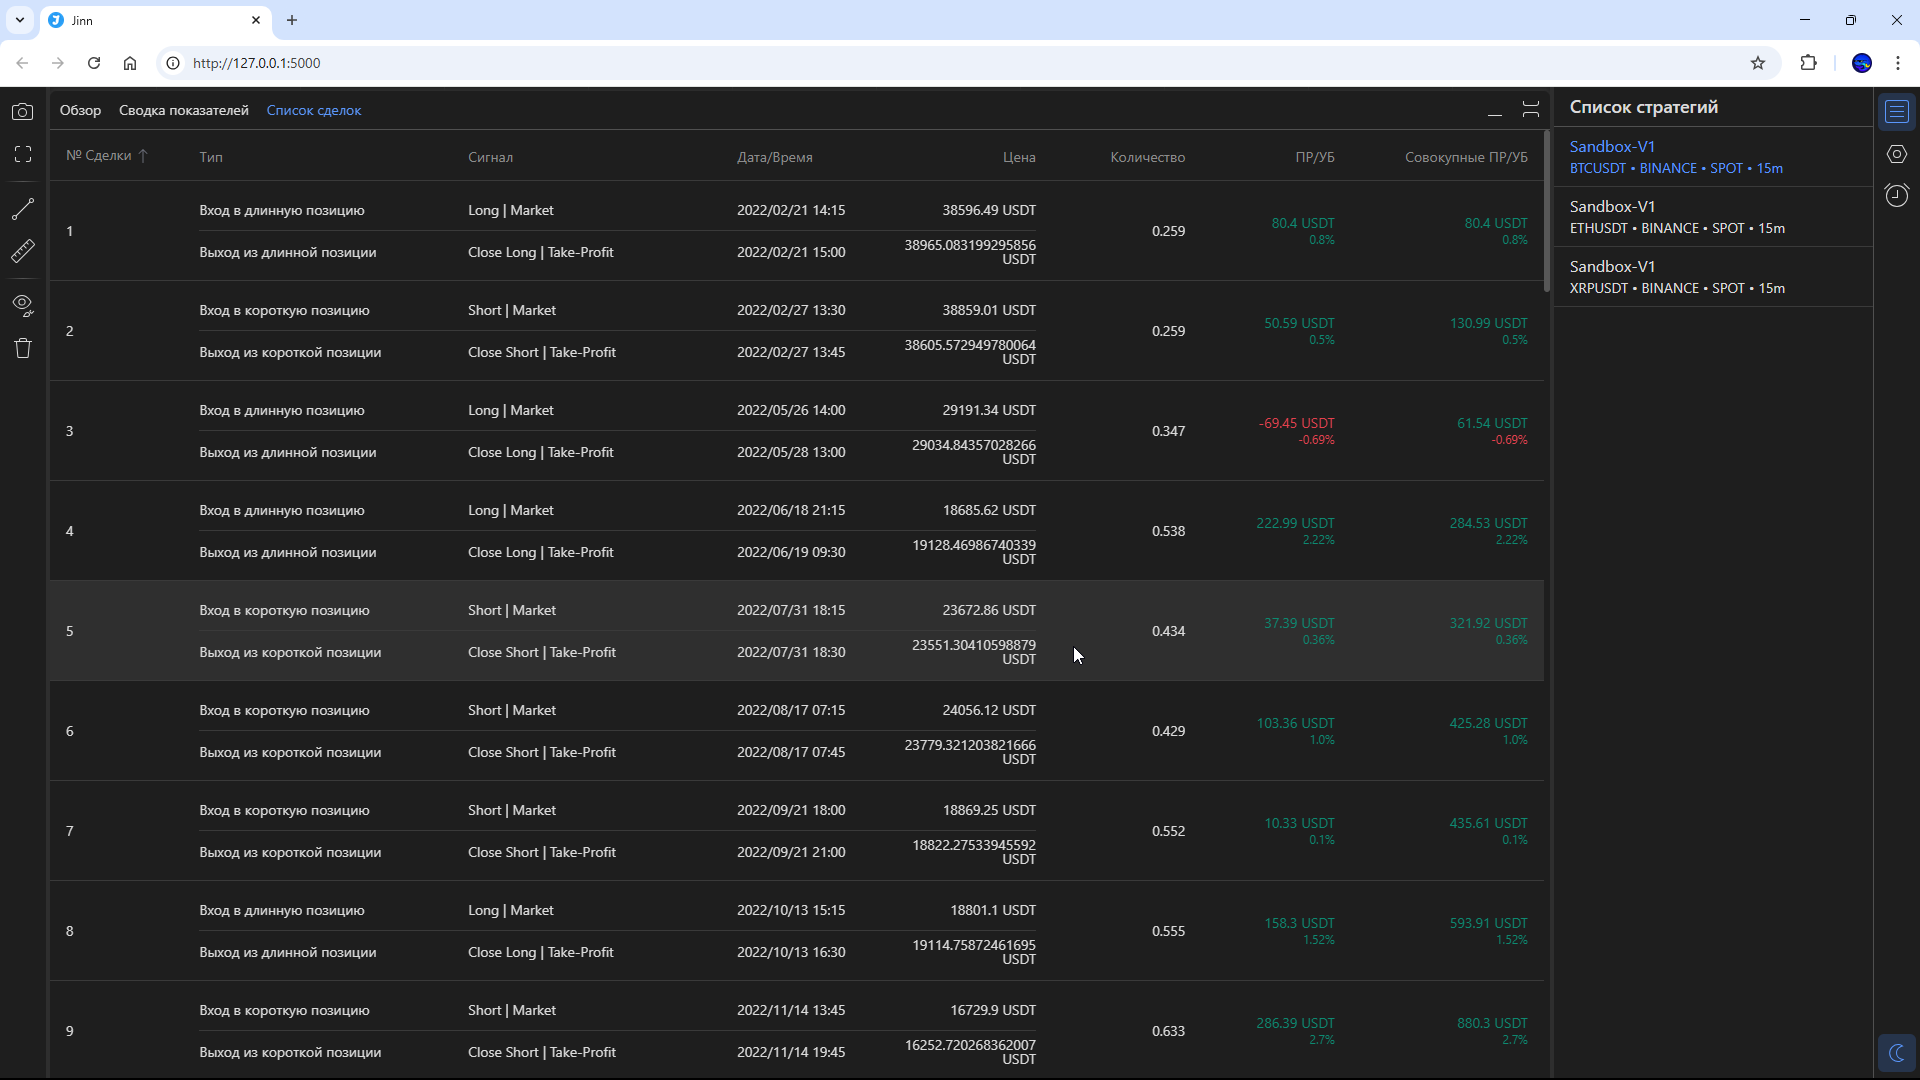 Jinn
http://127.0.0.1:5000
Обзор Сводка показателей Список сделок
№ Сделки Тип Сигнал Дата/Время Цена Количество ПР/УБ Совокупные ПР/УБ
1
Вход в длинную позицию Long | Market 2022/02/21 14:15 38596.49 USDT
Выход из длинной позиции Close Long | Take-Profit 2022/02/21 15:00 38965.083199295856
USDT
0.259
80.4 USDT
0.8%
80.4 USDT
0.8%
2
Вход в короткую позицию Short | Market 2022/02/27 13:30 38859.01 USDT
Выход из короткой позиции Close Short | Take-Profit 2022/02/27 13:45 38605.572949780064
USDT
0.259
50.59 USDT
0.5%
130.99 USDT
0.5%
3
Вход в длинную позицию Long | Market 2022/05/26 14:00 29191.34 USDT
Выход из длинной позиции Close Long | Take-Profit 2022/05/28 13:00 29034.84357028266
USDT
0.347
-69.45 USDT
-0.69%
61.54 USDT
-0.69%
4
Вход в длинную позицию Long | Market 2022/06/18 21:15 18685.62 USDT
Выход из длинной позиции Close Long | Take-Profit 2022/06/19 09:30 19128.46986740339
USDT
0.538
222.99 USDT
2.22%
284.53 USDT
2.22%
5
Вход в короткую позицию Short | Market 2022/07/31 18:15 23672.86 USDT
Выход из короткой позиции Close Short | Take-Profit 2022/07/31 18:30 23551.30410598879
USDT
0.434
37.39 USDT
0.36%
321.92 USDT
0.36%
6
Вход в короткую позицию Short | Market 2022/08/17 07:15 24056.12 USDT
Выход из короткой позиции Close Short | Take-Profit 2022/08/17 07:45 23779.321203821666
USDT
0.429
103.36 USDT
1.0%
425.28 USDT
1.0%
7
Вход в короткую позицию Short | Market 2022/09/21 18:00 18869.25 USDT
Выход из короткой позиции Close Short | Take-Profit 2022/09/21 21:00 18822.27533945592
USDT
0.552
10.33 USDT
0.1%
435.61 USDT
0.1%
8
Вход в длинную позицию Long | Market 2022/10/13 15:15 18801.1 USDT
Выход из длинной позиции Close Long | Take-Profit 2022/10/13 16:30 19114.75872461695
USDT
0.555
158.3 USDT
1.52%
593.91 USDT
1.52%
9
Вход в короткую позицию Short | Market 2022/11/14 13:45 16729.9 USDT
Выход из короткой позиции Close Short | Take-Profit 2022/11/14 19:45 16252.720268362007
USDT
0.633
286.39 USDT
2.7%
880.3 USDT
2.7%
Список стратегий
Sandbox-V1
BTCUSDT • BINANCE • SPOT • 15m
Sandbox-V1
ETHUSDT • BINANCE • SPOT • 15m
Sandbox-V1
XRPUSDT • BINANCE • SPOT • 15m